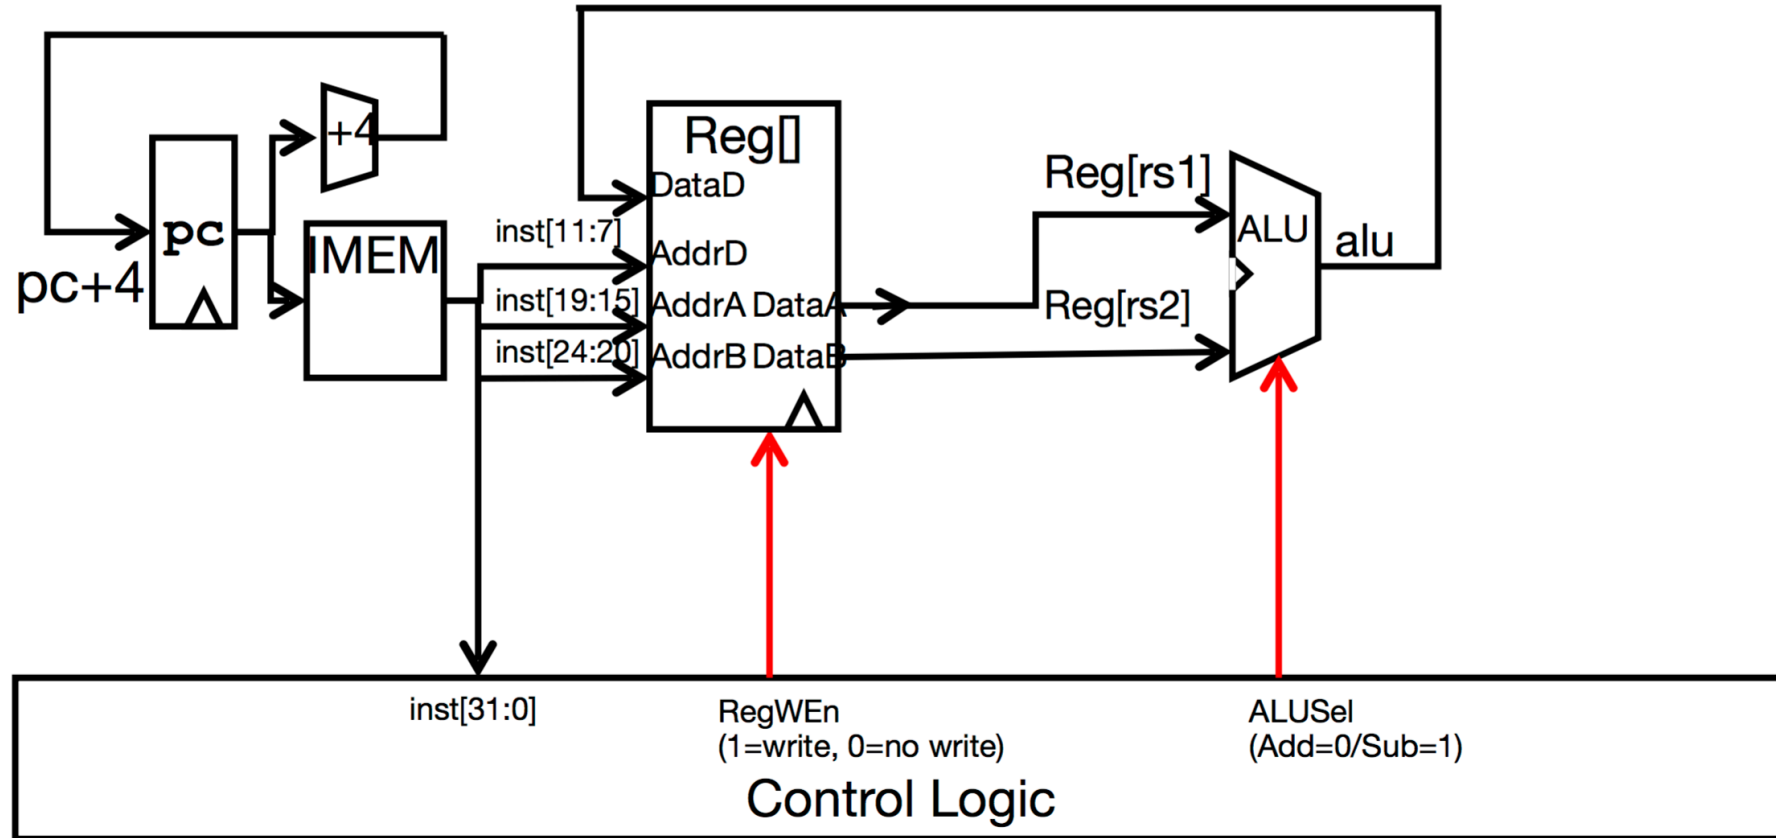 +4
pc
pc+4
IMEM
inst[11:7]
inst[19:15]
inst[24:20]
Reg[]
DataD
AddrD
AddrA DataA
AddrB DataB
Reg[rs1]
Reg[rs2]
ALU
alu
inst[31:0]
RegWEn
(1=write, 0=no write)
ALUSel
(Add=0/Sub=1)
Control Logic